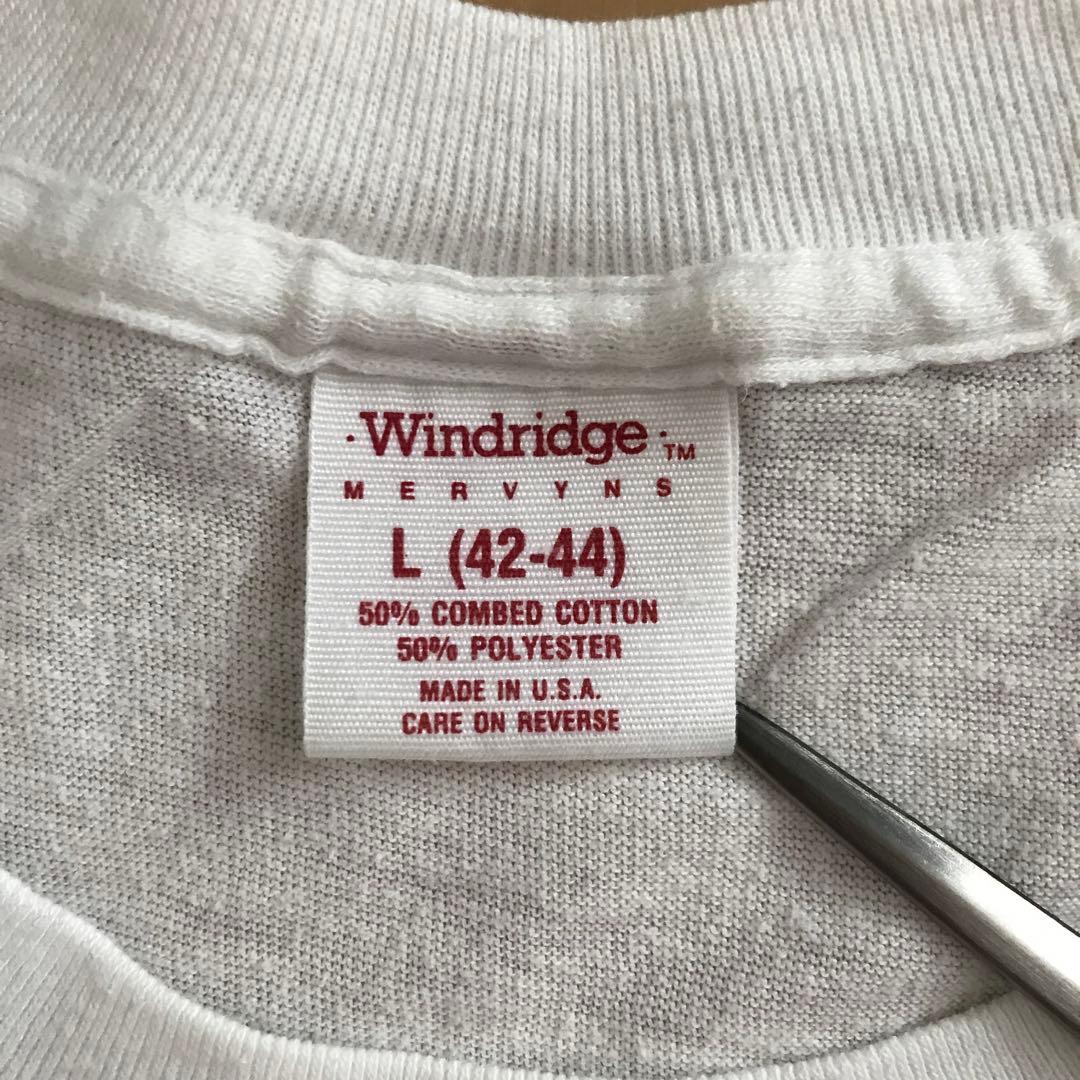 ·Windridge·™
MERVYNS
L (42-44)
50% COMBED COTTON
50% POLYESTER
MADE IN U.S.A.
CARE ON REVERSE